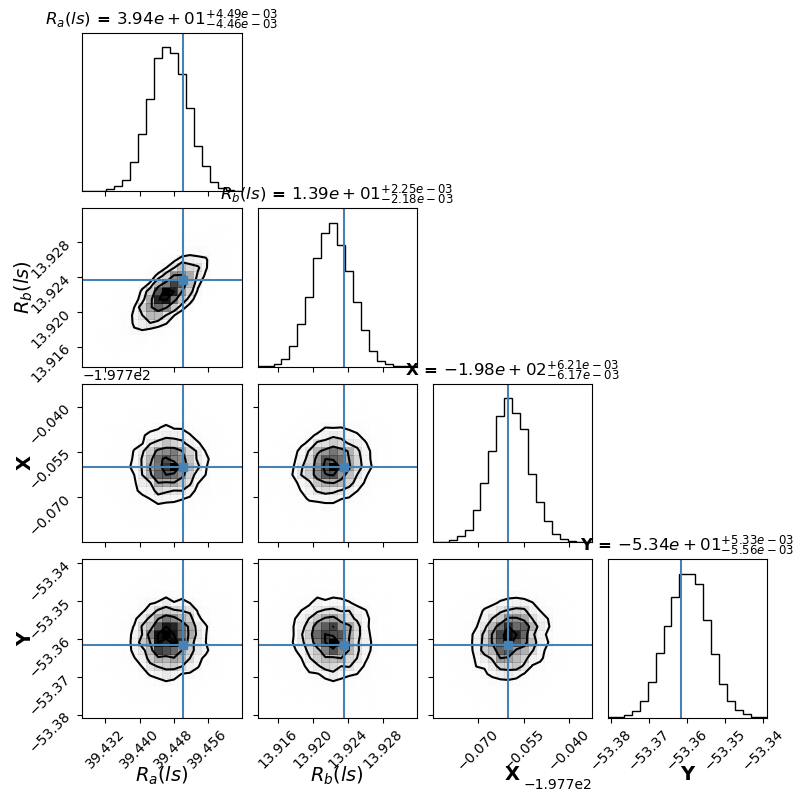 R_a(ls) = 3.94e + 01^{+4.49e−03}_{−4.46e−03}
R_b(ls) = 1.39e + 01^{+2.25e−03}_{−2.18e−03}
R_b(ls)
13.928
13.924
13.920
13.916
X = −1.98e + 02^{+6.21e−03}_{−6.17e−03}
−1.977e2
X
−0.040
−0.055
−0.070
Y = −5.34e + 01^{+5.33e−03}_{−5.56e−03}
Y
−53.34
−53.35
−53.36
−53.37
−53.38
39.432 39.440 39.448 39.456
R_a(ls)
13.916 13.920 13.924 13.928
R_b(ls)
−0.070 −0.055 −0.040
X
−1.977e2
−53.38 −53.37 −53.36 −53.35 −53.34
Y